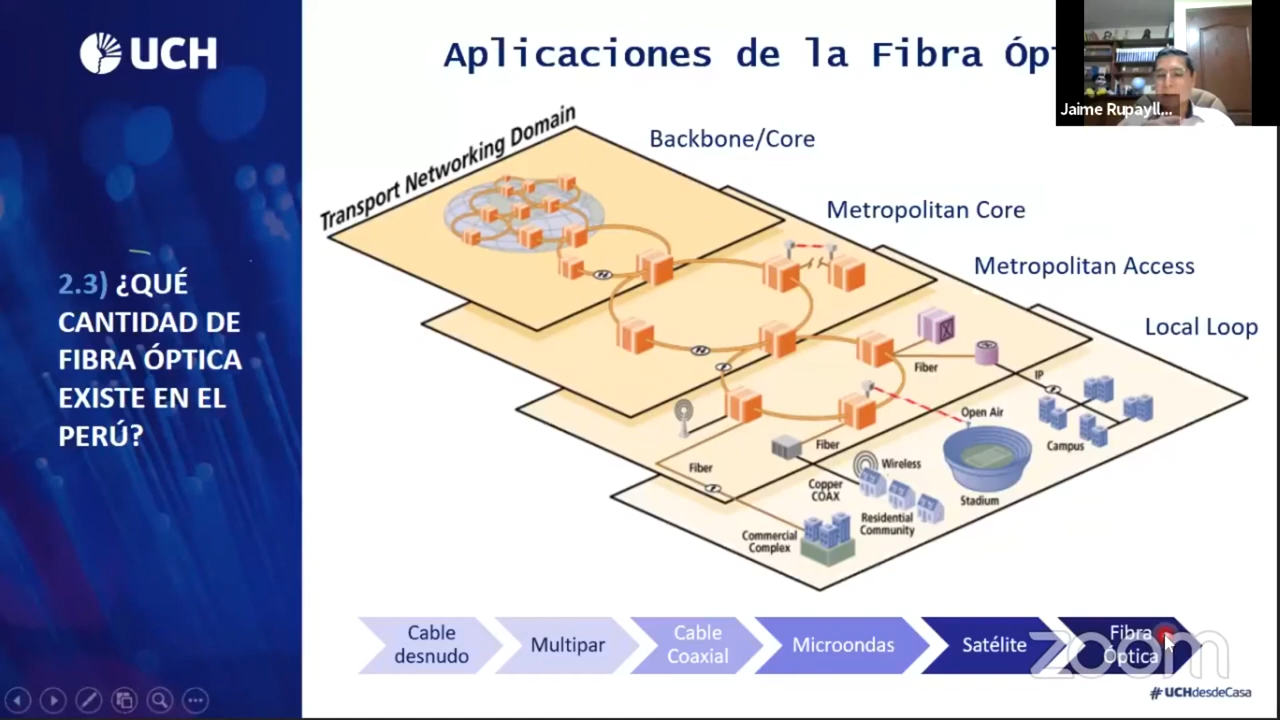 UCH
Aplicaciones de la Fibra
Jaime Rupayll...
Transport Networking Domain
Backbone/Core
Metropolitan Core
Metropolitan Access
Local Loop
2.3) ¿QUÉ
CANTIDAD DE
FIBRA ÓPTICA
EXISTE EN EL
PERÚ?
Fiber
IP
Open Air
Campus
Fiber
Wireless
Fiber
Copper
COAX
Stadium
Residential
Community
Commercial
Complex
Cable
desnudo
Multipar
Cable
Coaxial
Microondas
Satélite
Fibra
Óptica
zoom
#UCHdesdeCasa